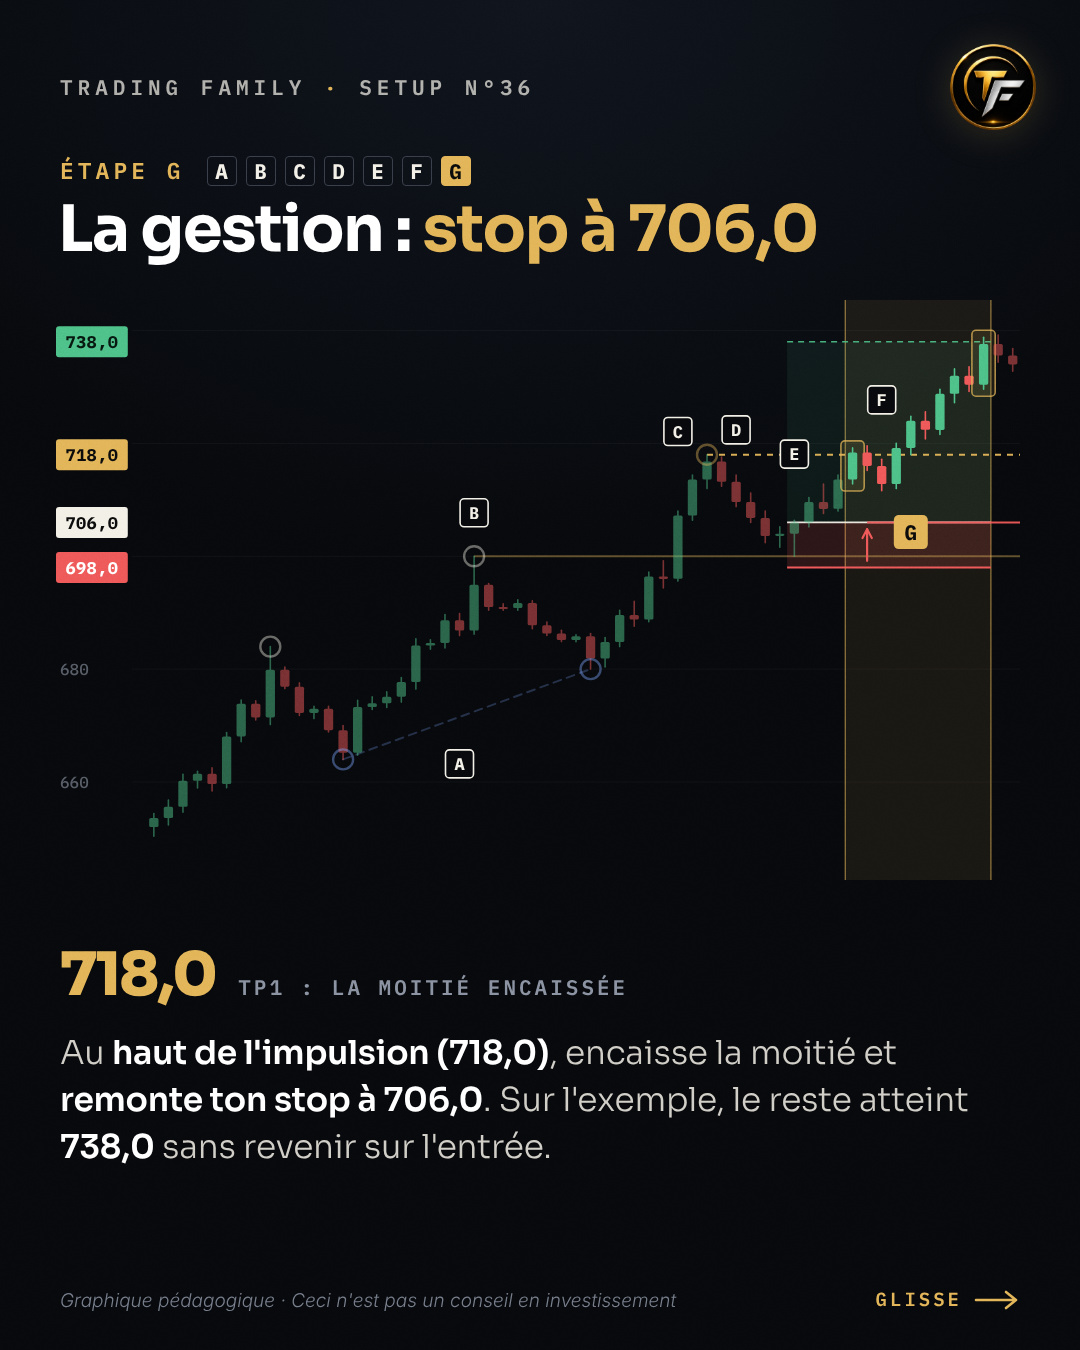 TRADING FAMILY · SETUP N°36
TF
ÉTAPE G A B C D E F G
La gestion : stop à 706,0
738,0
718,0
706,0
698,0
680
660
A
B
C
D
E
F
G
718,0 TP1 : LA MOITIÉ ENCAISSÉE
Au haut de l'impulsion (718,0), encaisse la moitié et
remonte ton stop à 706,0. Sur l'exemple, le reste atteint
738,0 sans revenir sur l'entrée.
Graphique pédagogique · Ceci n'est pas un conseil en investissement
GLISSE